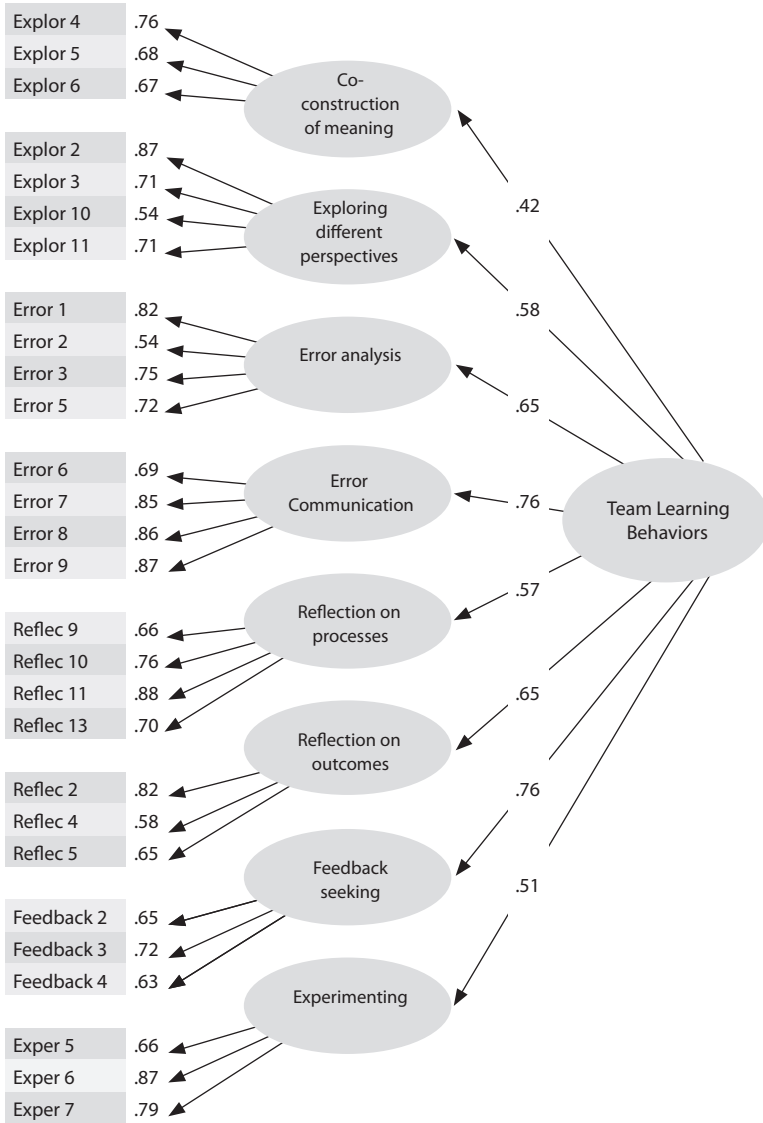 Explor 4 .76
Explor 5 .68
Explor 6 .67
Co-
construction
of meaning
Explor 2 .87
Explor 3 .71
Explor 10 .54
Explor 11 .71
Exploring
different
perspectives
Error 1 .82
Error 2 .54
Error 3 .75
Error 5 .72
Error analysis
Error 6 .69
Error 7 .85
Error 8 .86
Error 9 .87
Error
Communication
Reflec 9 .66
Reflec 10 .76
Reflec 11 .88
Reflec 13 .70
Reflection on
processes
Reflec 2 .82
Reflec 4 .58
Reflec 5 .65
Reflection on
outcomes
Feedback 2 .65
Feedback 3 .72
Feedback 4 .63
Feedback
seeking
Exper 5 .66
Exper 6 .87
Exper 7 .79
Experimenting
.42
.58
.65
.76
.57
.65
.76
.51
Team Learning
Behaviors